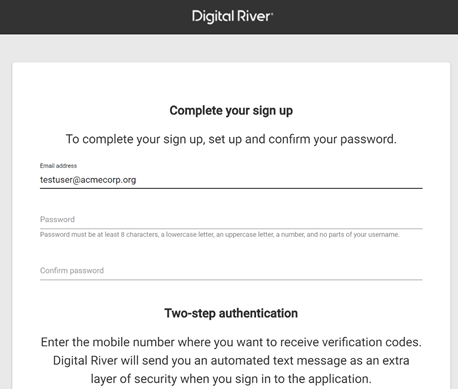 Digital River®
Complete your sign up
To complete your sign up, set up and confirm your password.
Email address
testuser@acmecorp.org
Password
Password must be at least 8 characters, a lowercase letter, an uppercase letter, a number, and no parts of your username.
Confirm password
Two-step authentication
Enter the mobile number where you want to receive verification codes.
Digital River will send you an automated text message as an extra
layer of security when you sign in to the application.